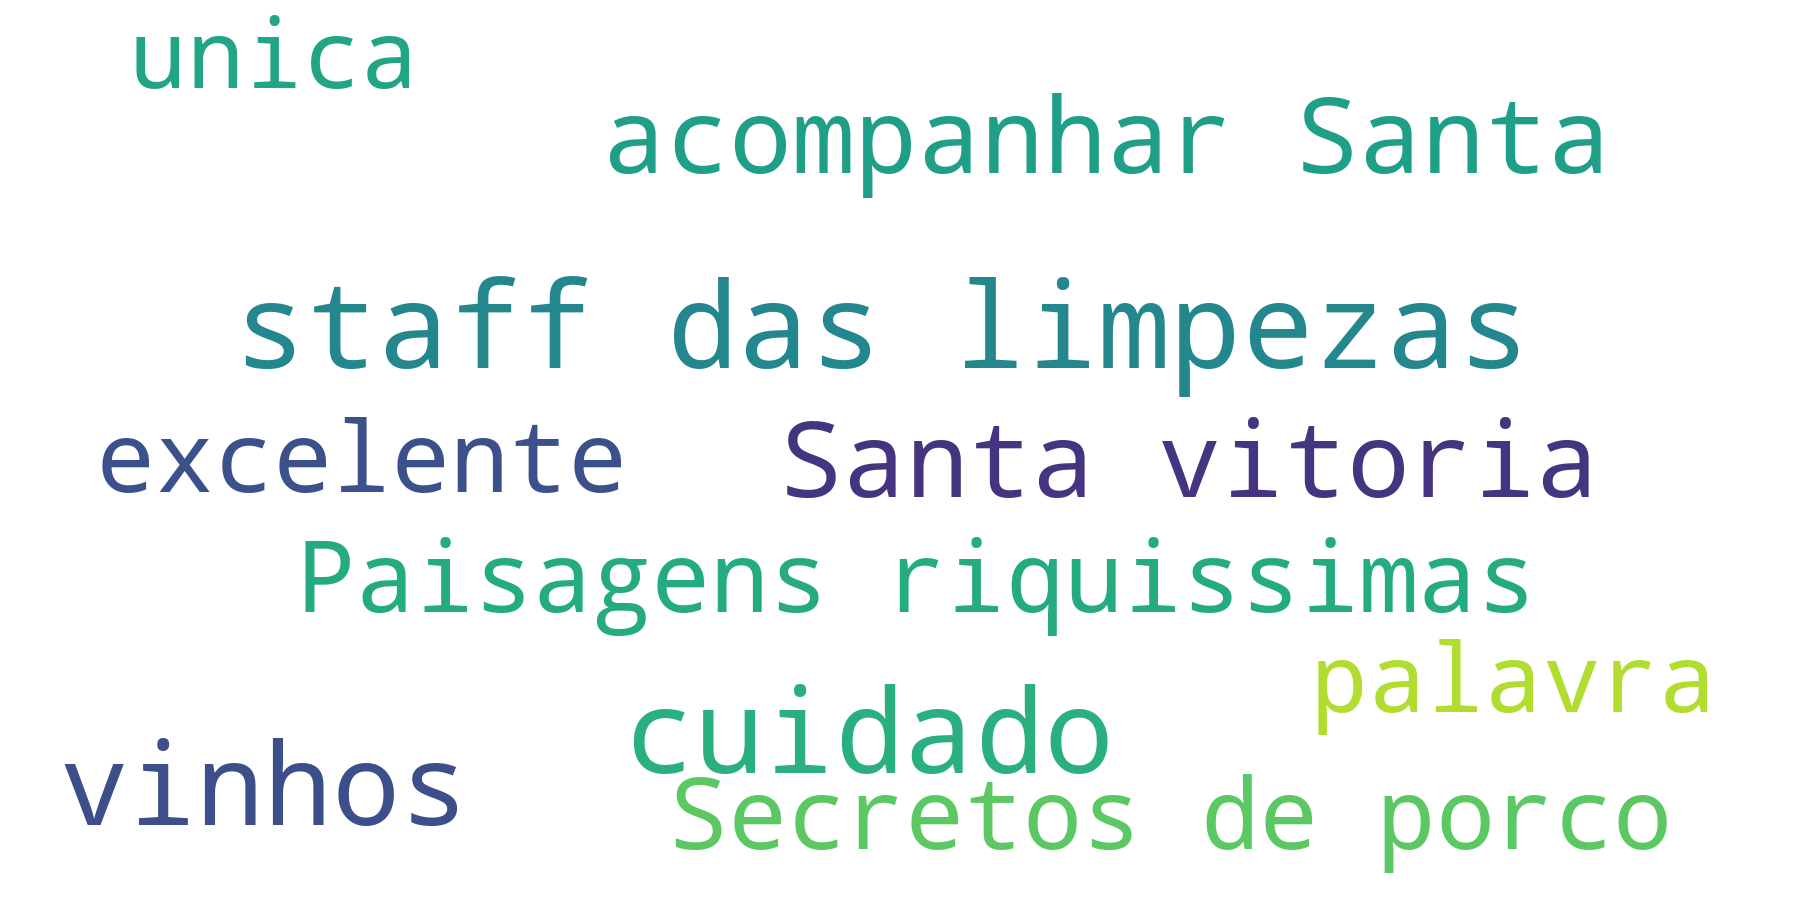 unica
acompanhar Santa
staff das limpezas
excelente
Santa vitoria
Paisagens riquissimas
palavra
cuidado
vinhos
Secretos de porco